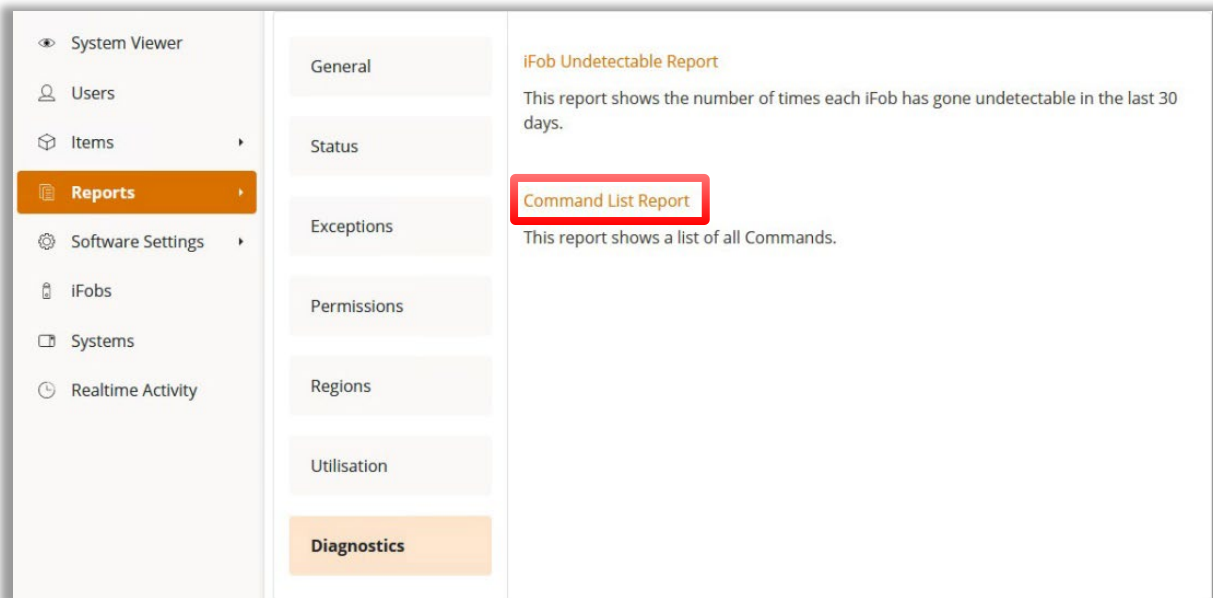 System Viewer
Users
Items
Reports
Software Settings
iFobs
Systems
Realtime Activity
General
Status
Exceptions
Permissions
Regions
Utilisation
Diagnostics
iFob Undetectable Report
This report shows the number of times each iFob has gone undetectable in the last 30
days.
Command List Report
This report shows a list of all Commands.